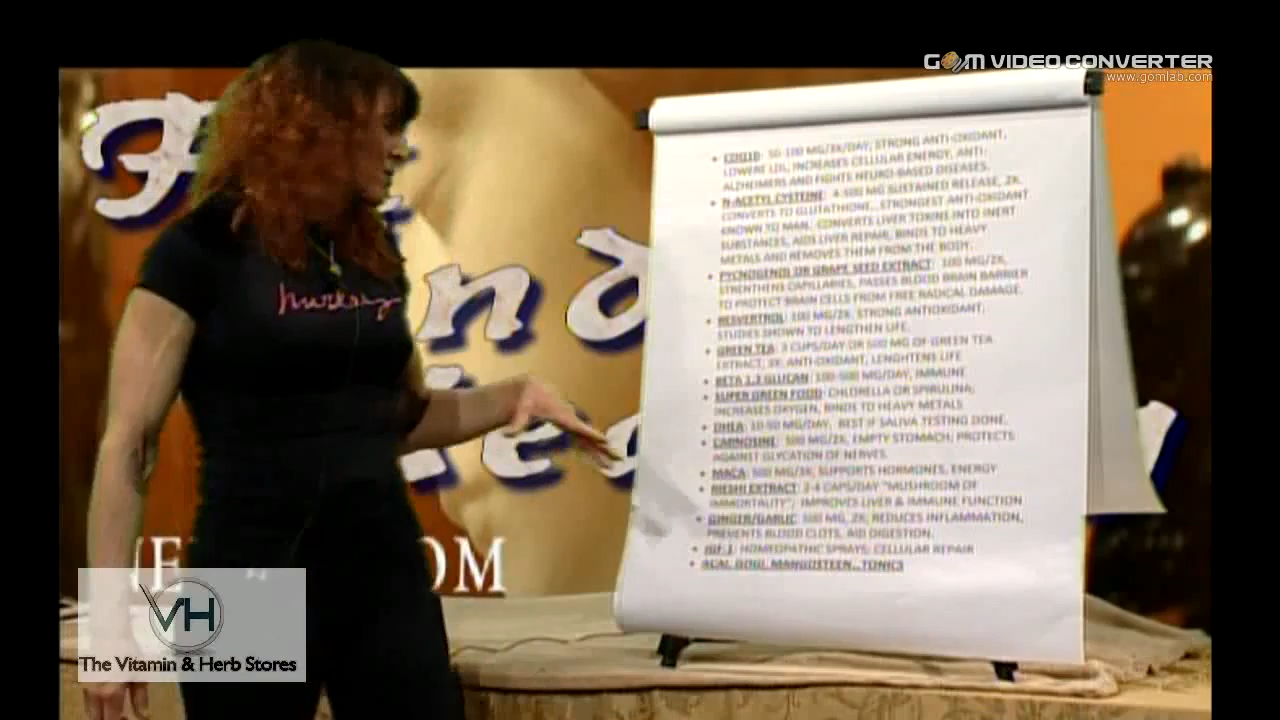 GOM VIDEO CONVERTER
www.gomlab.com
COQ10: 50-100 MG/3X/DAY; STRONG ANTI-OXIDANT,
LOWERE LDL, INCREASES CELLULAR ENERGY, ANTI-
ALZHEIMERS AND FIGHTS NEURO-BASED DISEASES.
N-ACETYL CYSTEINE: 4-500 MG SUSTAINED RELEASE, 2X.
CONVERTS TO GLUTATHONE.. STRONGEST ANTI-OXIDANT
KNOWN TO MAN. CONVERTS LIVER TOXINS INTO INERT
SUBSTANCES, AIDS LIVER REPAIR, BINDS TO HEAVY
METALS AND REMOVES THEM FROM THE BODY.
PYCNOGENOL OR GRAPE SEED EXTRACT: 100 MG/2X,
STRENTHENS CAPILLARIES, PASSES BLOOD BRAIN BARRIER
TO PROTECT BRAIN CELLS FROM FREE RADICAL DAMAGE.
RESVERTROL: 100 MG/2X. STRONG ANTIOXIDANT,
STUDIES SHOWN TO LENGTHEN LIFE.
GREEN TEA: 3 CUPS/DAY OR 500 MG OF GREEN TEA
EXTRACT, 3X. ANTI-OXIDANT, LENGHTENS LIFE
BETA 1,3 GLUCAN: 100-500 MG/DAY, IMMUNE
SUPER GREEN FOOD: CHLORELLA OR SPIRULINA;
INCREASES OXYGEN, BINDS TO HEAVY METALS
DHEA: 10-50 MG/DAY. BEST IF SALIVA TESTING DONE.
CARNOSINE: 500 MG/2X, EMPTY STOMACH; PROTECTS
AGAINST GLYCATION OF NERVES.
MACA: 500 MG/3X; SUPPORTS HORMONES, ENERGY
RIESHI EXTRACT: 2-4 CAPS/DAY "MUSHROOM OF
IMMORTALITY"; IMPROVES LIVER & IMMUNE FUNCTION
GINGER/GARLIC: 500 MG, 2X; REDUCES INFLAMMATION,
PREVENTS BLOOD CLOTS, AID DIGESTION.
IGF-1: HOMEOPATHIC SPRAYS; CELLULAR REPAIR
ACAI, GOGI, MANGOSTEEN...TONICS
VH
The Vitamin & Herb Stores